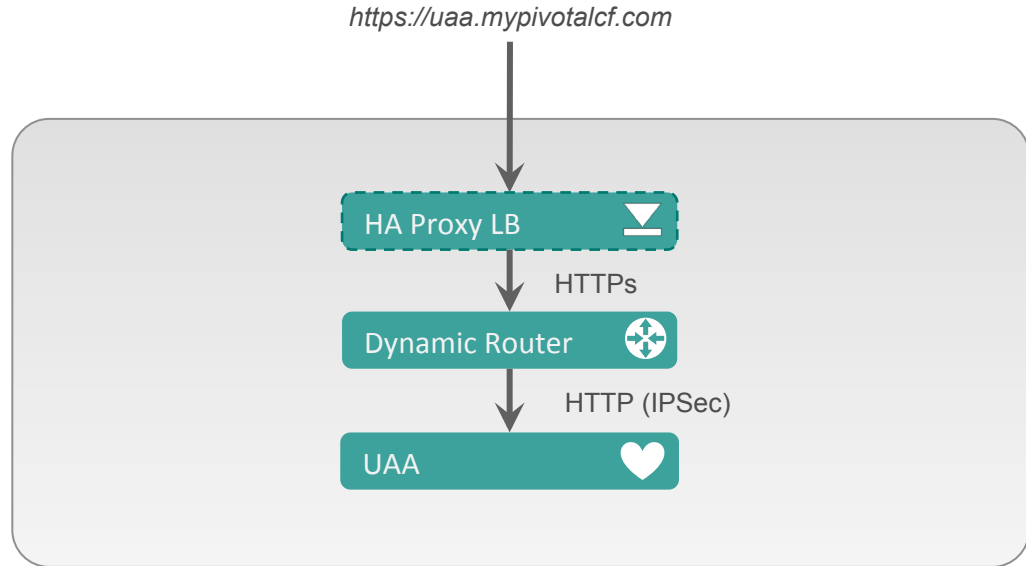 https://uaa.mypivotalcf.com
HA Proxy LB
HTTPs
Dynamic Router
HTTP (IPSec)
UAA